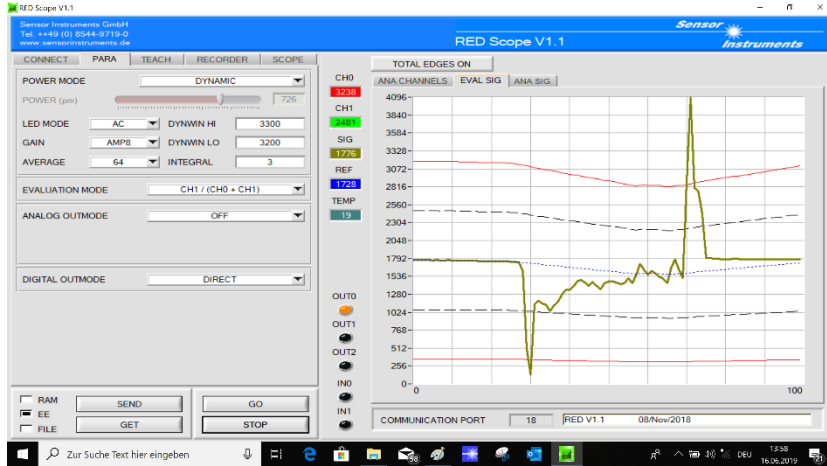 RED Scope V1.1
Sensor Instruments GmbH
Tel. ++49 (0) 8544-9719-0
www.sensorinstruments.de
RED Scope V1.1
Sensor
Instruments
CONNECT PARA TEACH RECORDER SCOPE
POWER MODE DYNAMIC
POWER (pm) 726
LED MODE AC DYNWIN HI 3300
GAIN AMP8 DYNWIN LO 3200
AVERAGE 64 INTEGRAL 3
EVALUATION MODE CH1 / (CH0 + CH1)
ANALOG OUTMODE OFF
DIGITAL OUTMODE DIRECT
RAM
EE
FILE
SEND GO
GET STOP
CH0
3238
CH1
2481
SIG
1776
REF
1728
TEMP
19
OUT0
OUT1
OUT2
IN0
IN1
TOTAL EDGES ON
ANA CHANNELS EVAL SIG ANA SIG
4096
3840
3584
3328
3072
2816
2560
2304
2048
1792
1536
1280
1024
768
512
256
0
0 100
COMMUNICATION PORT 18 RED V1.1 08/Nov/2018
Zur Suche Text hier eingeben
58
DEU
13:58
16.06.2019
21